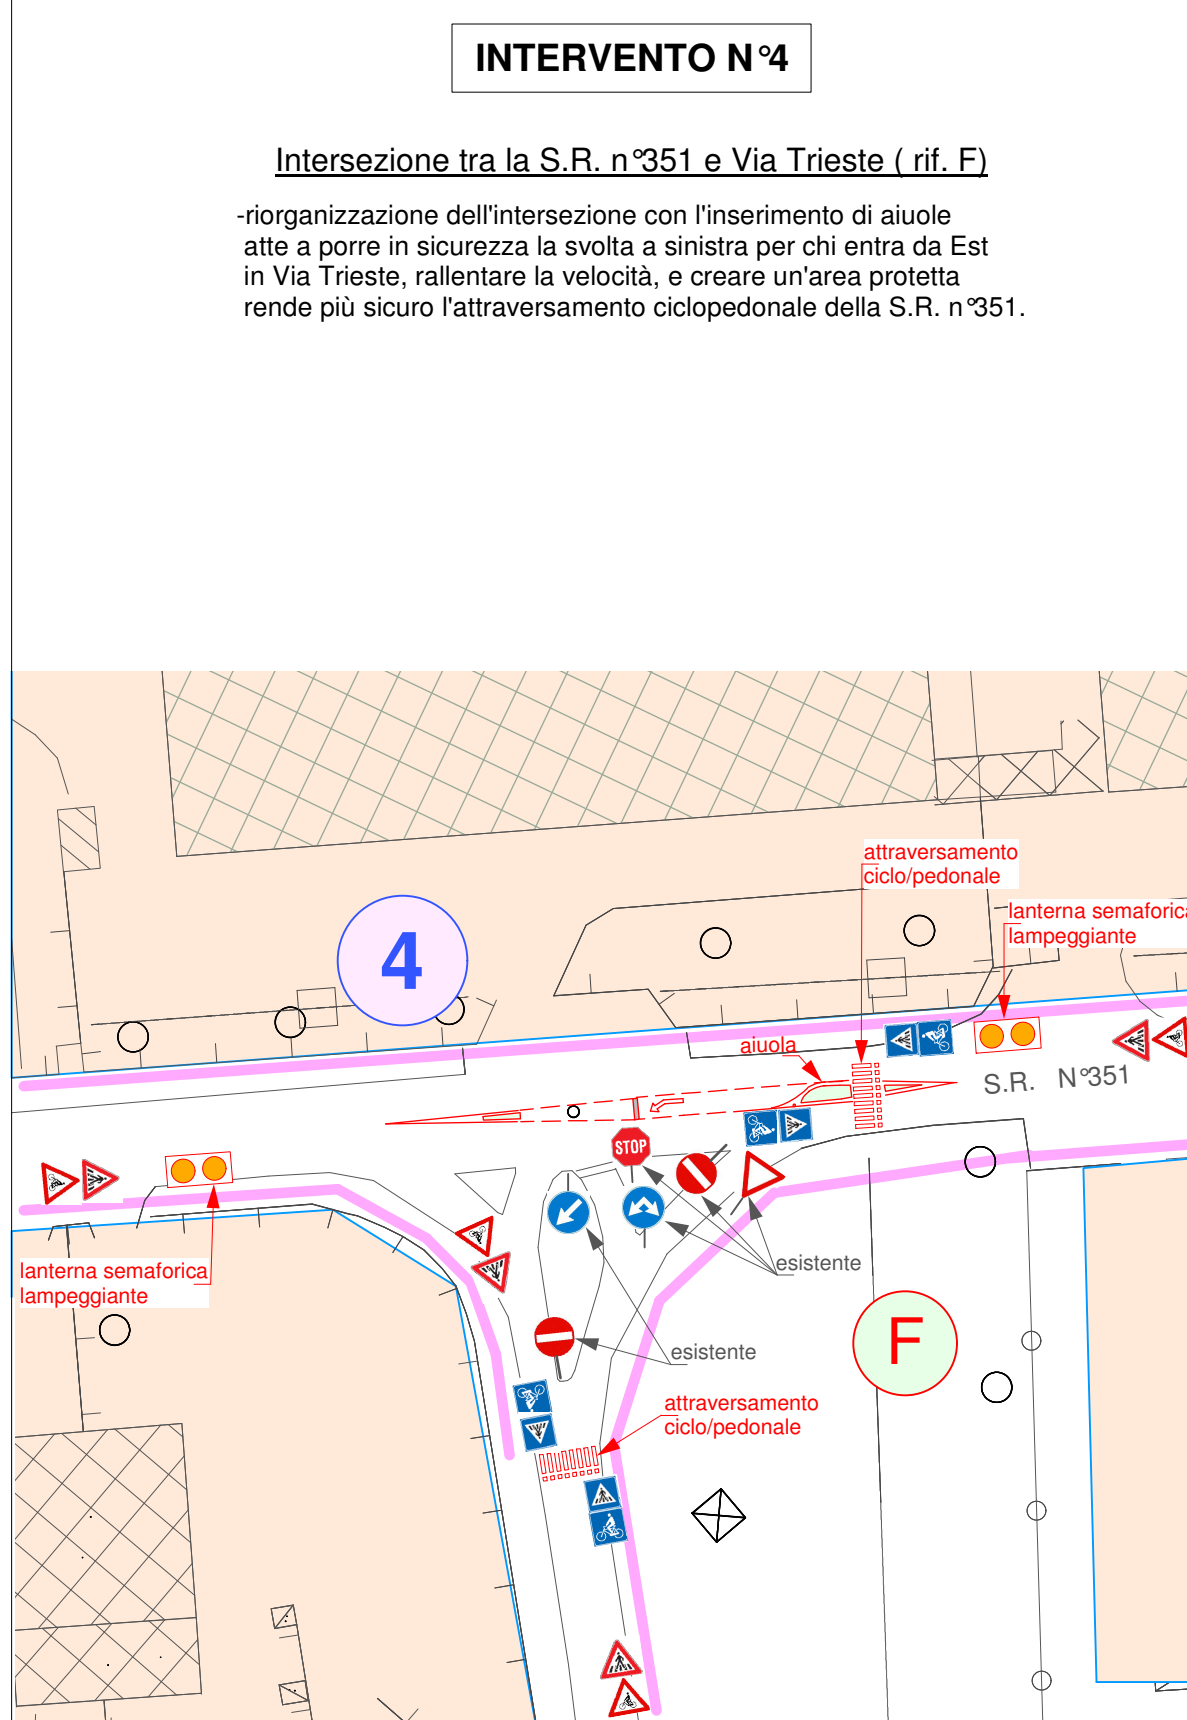 INTERVENTO N°4
Intersezione tra la S.R. n°351 e Via Trieste ( rif. F)
-riorganizzazione dell'intersezione con l'inserimento di aiuole
atte a porre in sicurezza la svolta a sinistra per chi entra da Est
in Via Trieste, rallentare la velocità, e creare un'area protetta
rende più sicuro l'attraversamento ciclopedonale della S.R. n°351.
attraversamento
ciclo/pedonale
lanterna semaforica
lampeggiante
4
aiuola
S.R. N°351
STOP
esistente
lanterna semaforica
lampeggiante
F
esistente
attraversamento
ciclo/pedonale